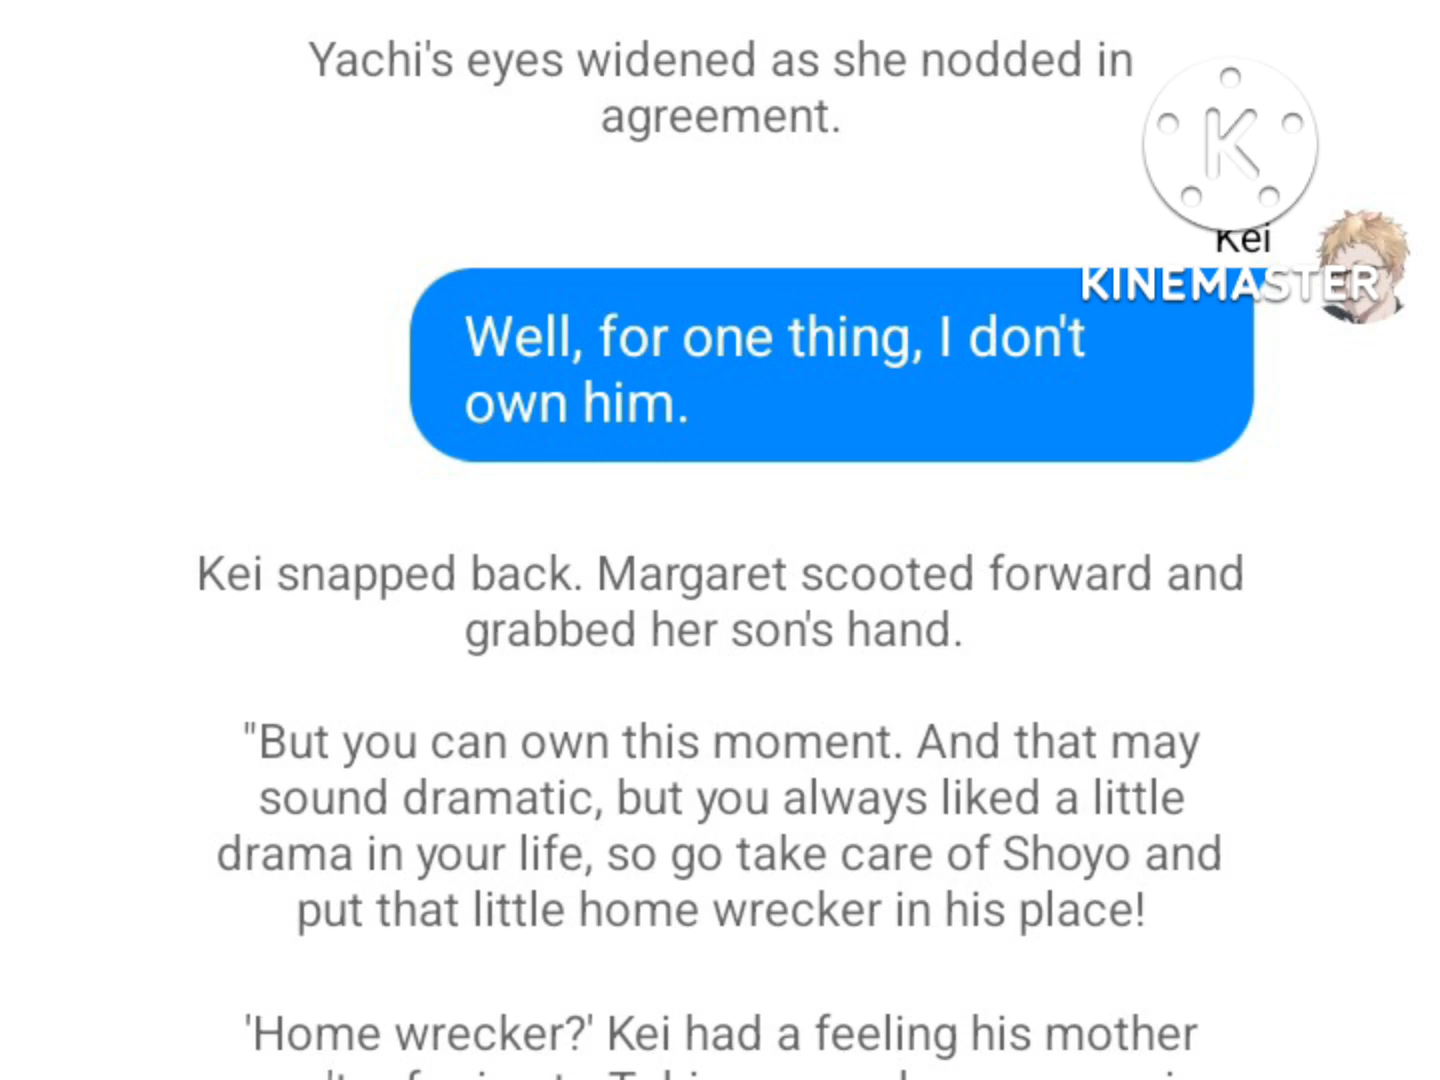 Yachi's eyes widened as she nodded in
agreement.
K
Kei
KINEMASTER
Well, for one thing, I don't
own him.
Kei snapped back. Margaret scooted forward and
grabbed her son's hand.
"But you can own this moment. And that may
sound dramatic, but you always liked a little
drama in your life, so go take care of Shoyo and
put that little home wrecker in his place!
'Home wrecker?' Kei had a feeling his mother